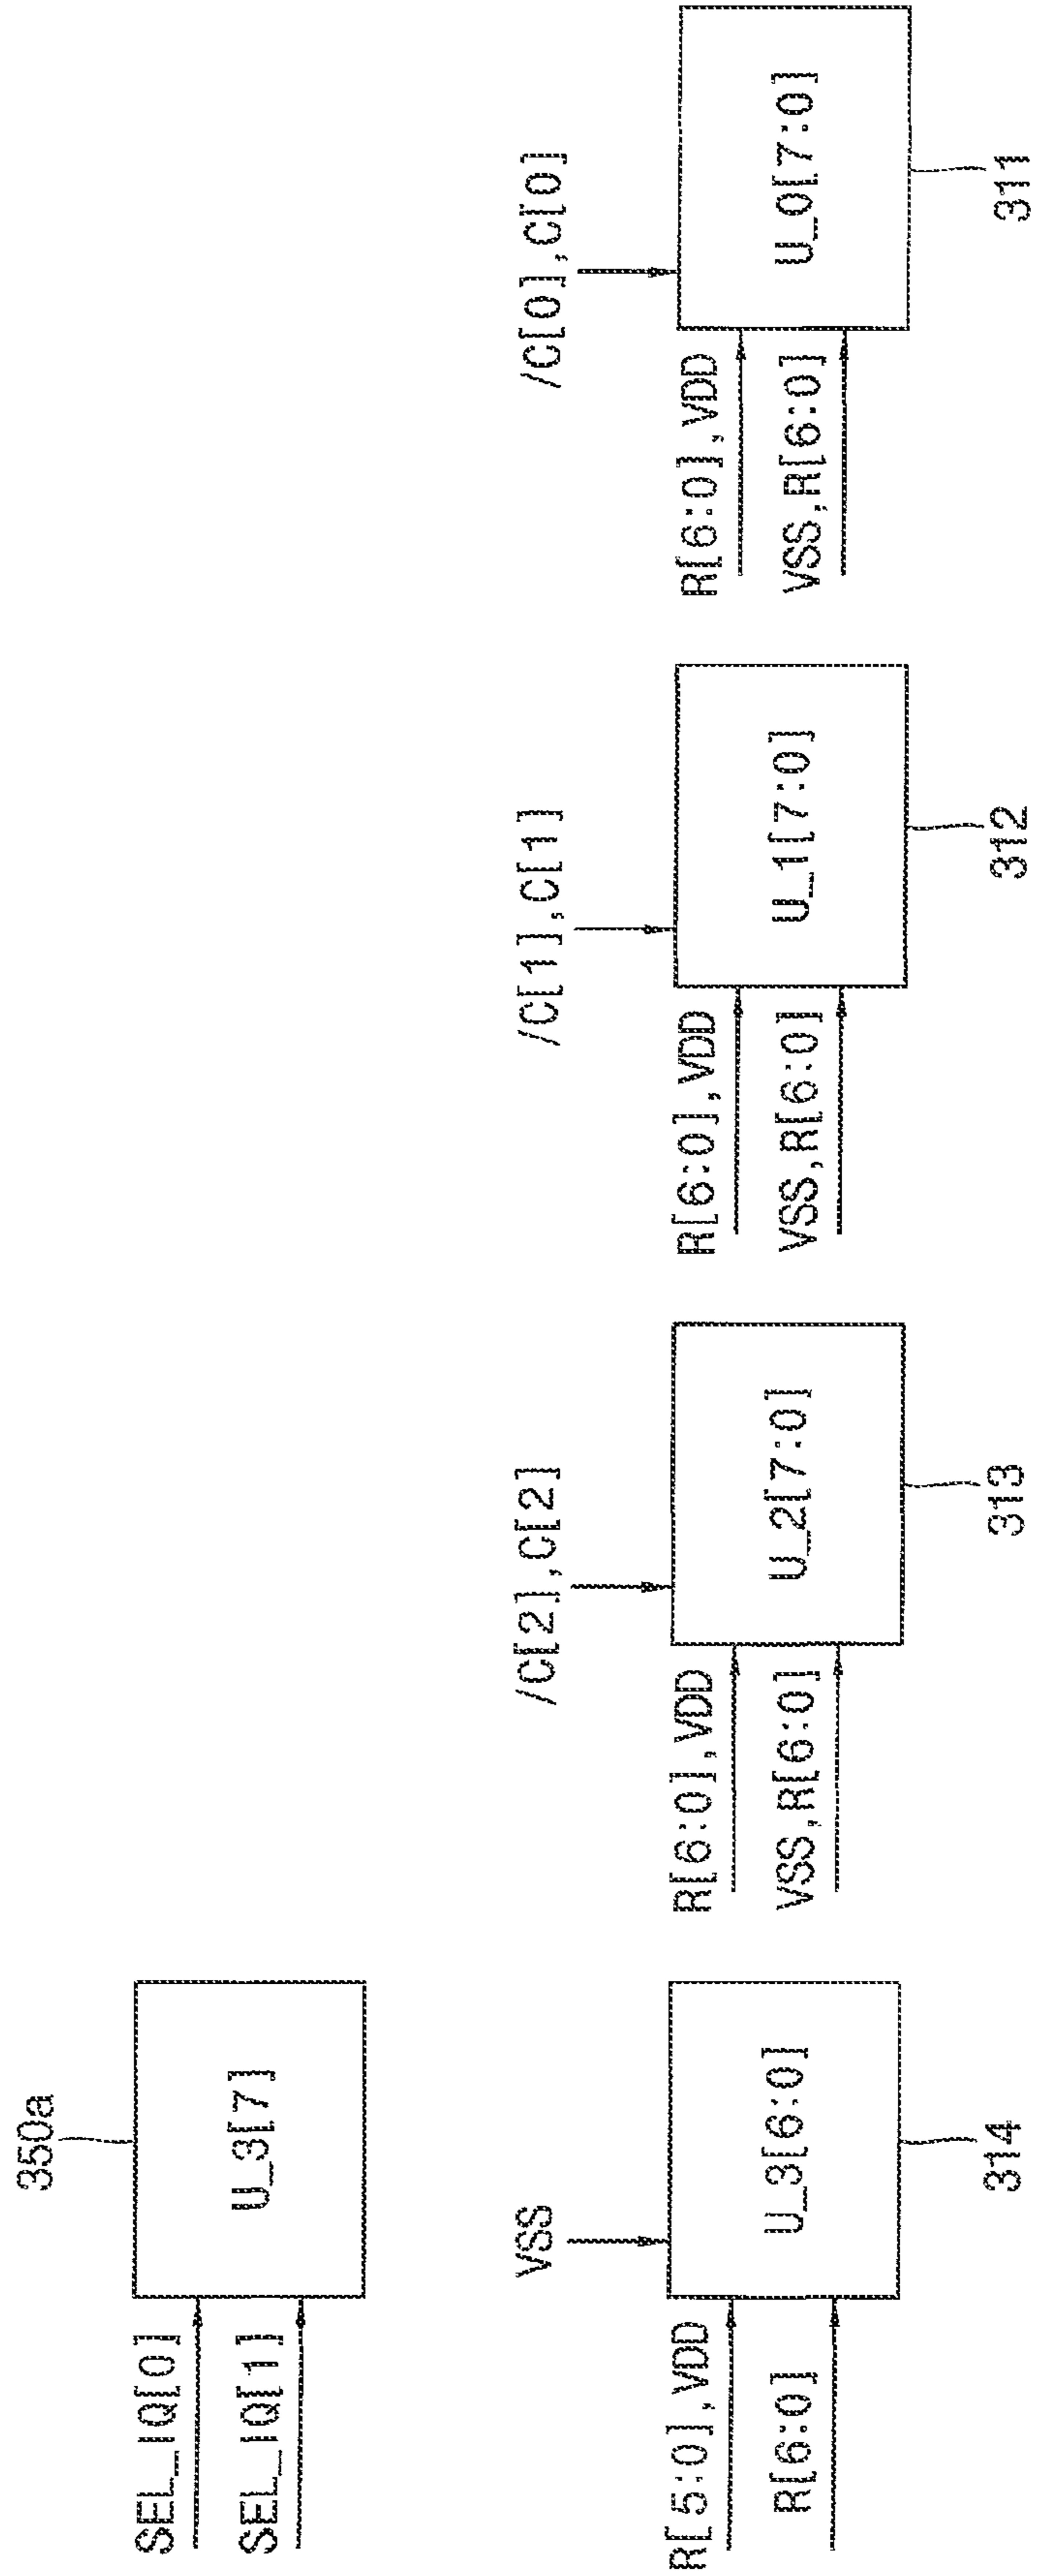 350a
SEL_IQ[0]
SEL_IQ[1]
U_3[7]
VSS
R[5:0],VDD
R[6:0]
U_3[6:0]
314
/C[2],C[2]
R[6:0],VDD
VSS,R[6:0]
U_2[7:0]
313
/C[1],C[1]
R[6:0],VDD
VSS,R[6:0]
U_1[7:0]
312
/C[0],C[0]
R[6:0],VDD
VSS,R[6:0]
U_0[7:0]
311